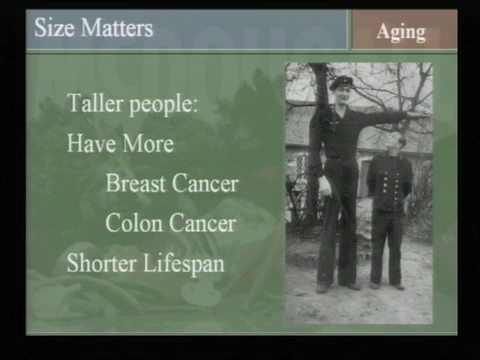 Size Matters
Aging
Taller people:
Have More
Breast Cancer
Colon Cancer
Shorter Lifespan